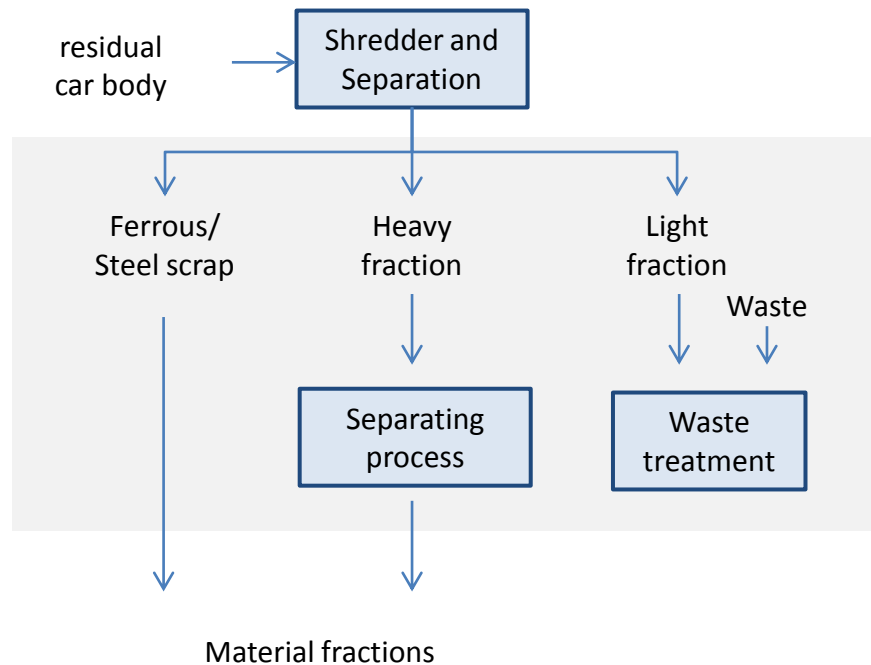 residual
car body
Shredder and
Separation
Ferrous/
Steel scrap
Heavy
fraction
Light
fraction
Waste
Separating
process
Waste
treatment
Material fractions